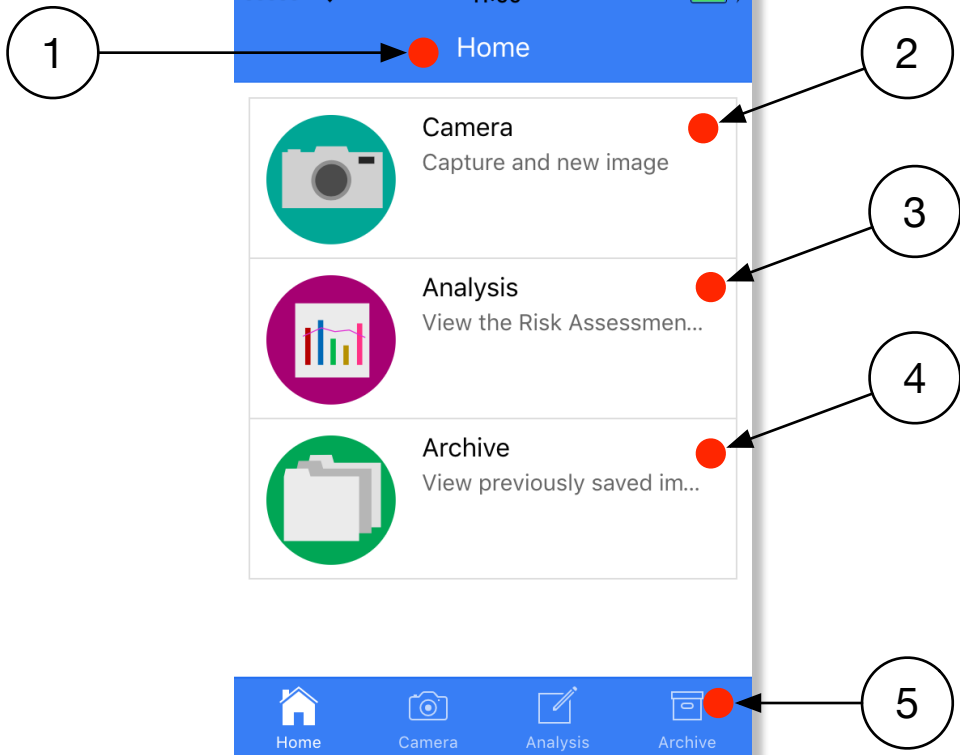 1
Home
2
Camera
Capture and new image
3
Analysis
View the Risk Assessmen...
4
Archive
View previously saved im...
5
Home Camera Analysis Archive